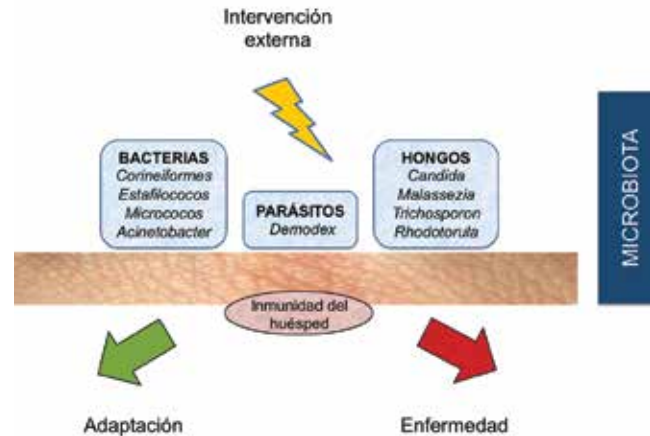 Intervención
externa
BACTERIAS
Corineiformes
Estafilococos
Micrococos
Acinetobacter
PARÁSITOS
Demodex
HONGOS
Candida
Malassezia
Trichosporon
Rhodotorula
MICROBIOTA
Inmunidad del
huésped
Adaptación
Enfermedad